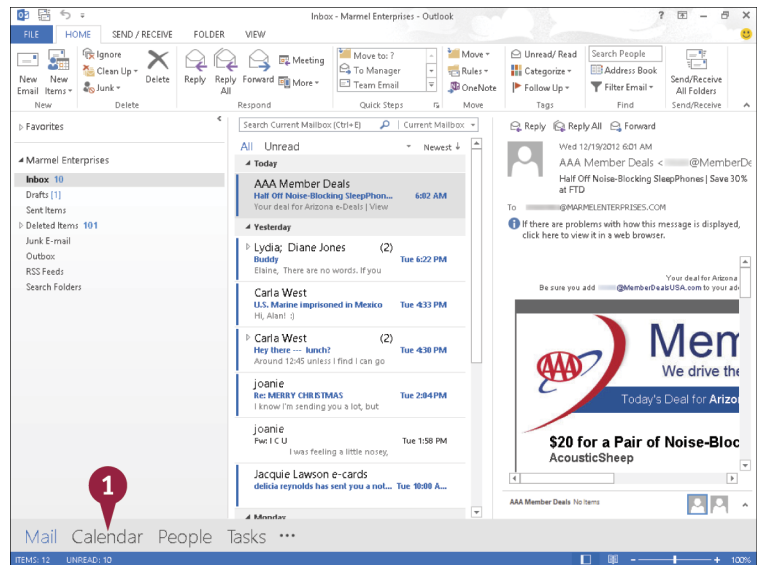 Inbox - Marmel Enterprises - Outlook
FILE HOME SEND / RECEIVE FOLDER VIEW
New Email
New Items
New
Ignore
Clean Up
Junk
Delete
Delete
Reply
Reply All
Forward
Meeting
More
Respond
Move to: ?
To Manager
Team Email
Quick Steps
Move
Rules
OneNote
Move
Unread/ Read
Categorize
Follow Up
Tags
Search People
Address Book
Filter Email
Find
Send/Receive All Folders
Send/Receive
Favorites
Marmel Enterprises
Inbox 10
Drafts [1]
Sent Items
Deleted Items 101
Junk E-mail
Outbox
RSS Feeds
Search Folders
Search Current Mailbox (Ctrl+E) Current Mailbox
All Unread Newest ↓
Today
AAA Member Deals
Half Off Noise-Blocking SleepPhon... 6:02 AM
Your deal for Arizona e-Deals | View
Yesterday
Lydia; Diane Jones (2)
Buddy Tue 6:22 PM
Elaine, There are no words. If you
Carla West
U.S. Marine imprisoned in Mexico Tue 4:33 PM
Hi, Alan! :)
Carla West (2)
Hey there --- lunch? Tue 4:30 PM
Around 12:45 unless I find I can go
joanie
Re: MERRY CHRISTMAS Tue 2:04 PM
I know I'm sending you a lot, but
joanie
Fw: I C U Tue 1:58 PM
I was feeling a little nosey,
Jacquie Lawson e-cards
delicia reynolds has sent you a not... Tue 10:00 A...
Monday
Reply Reply All Forward
Wed 12/19/2012 6:01 AM
AAA Member Deals < @MemberDe
Half Off Noise-Blocking SleepPhones | Save 30%
at FTD
To @MARMELENTERPRISES.COM
If there are problems with how this message is displayed,
click here to view it in a web browser.
Your deal for Arizona
Be sure you add @MemberDealsUSA.com to your ad
AAA
Mem
We drive the
Today's Deal for Arizo
$20 for a Pair of Noise-Bloc
AcousticSheep
AAA Member Deals No Items
1
Mail Calendar People Tasks •••
ITEMS: 12 UNREAD: 10 100%